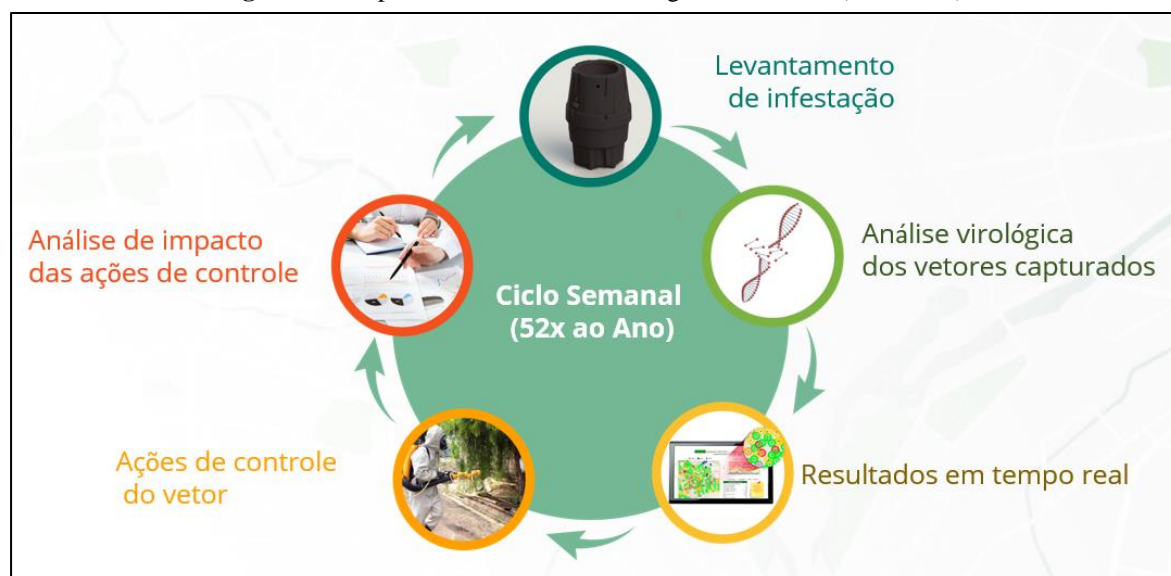 Levantamento
de infestação
Análise virológica
dos vetores capturados
Resultados em tempo real
Ações de controle
do vetor
Análise de impacto
das ações de controle
Ciclo Semanal
(52x ao Ano)